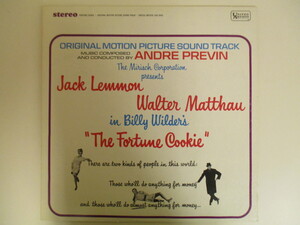 stereo
UNITED ARTISTS
ORIGINAL MOTION PICTURE SOUND TRACK
MUSIC COMPOSED
AND CONDUCTED BY ANDRE PREVIN
The Mirisch Corporation
presents
Jack Lemmon
Walter Matthau
in Billy Wilder's
"The Fortune Cookie"
There are two kinds of people in this world:
Those who'll do anything for money
and those who'll do almost anything for money...